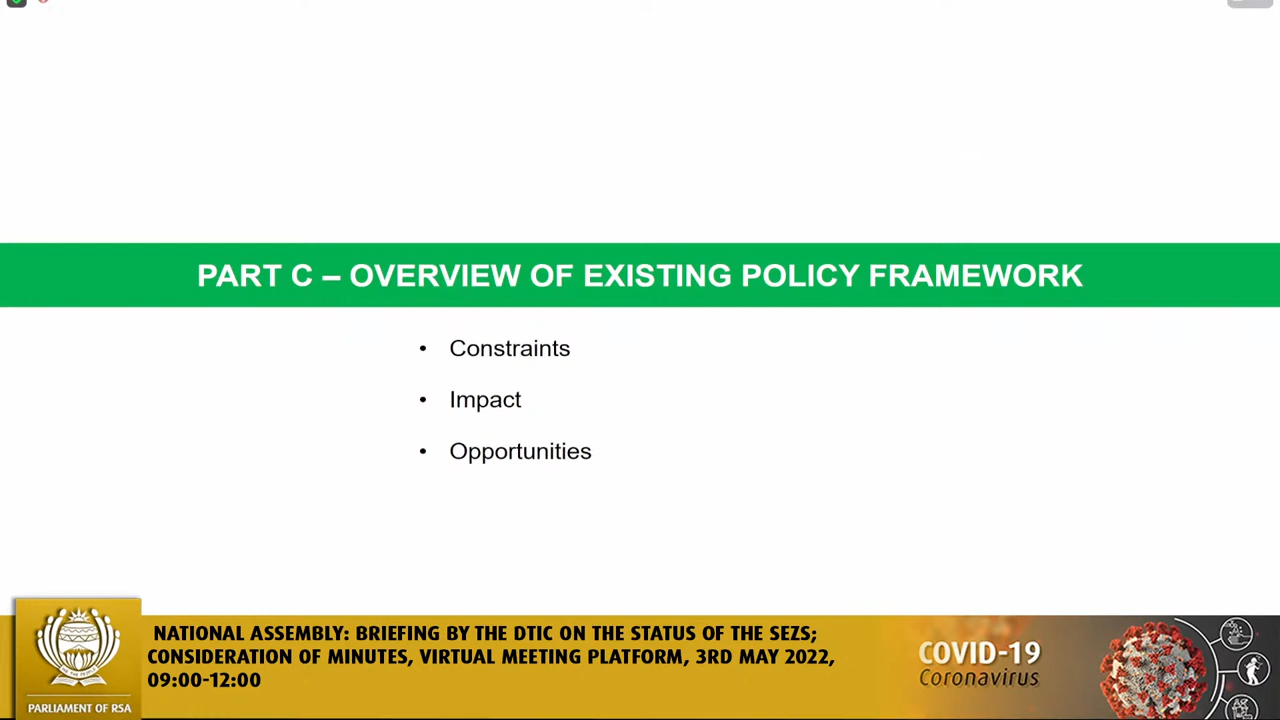 PART C – OVERVIEW OF EXISTING POLICY FRAMEWORK
• Constraints
• Impact
• Opportunities
NATIONAL ASSEMBLY: BRIEFING BY THE DTIC ON THE STATUS OF THE SEZS;
CONSIDERATION OF MINUTES, VIRTUAL MEETING PLATFORM, 3RD MAY 2022,
09:00-12:00
PARLIAMENT OF RSA
COVID-19
Coronavirus